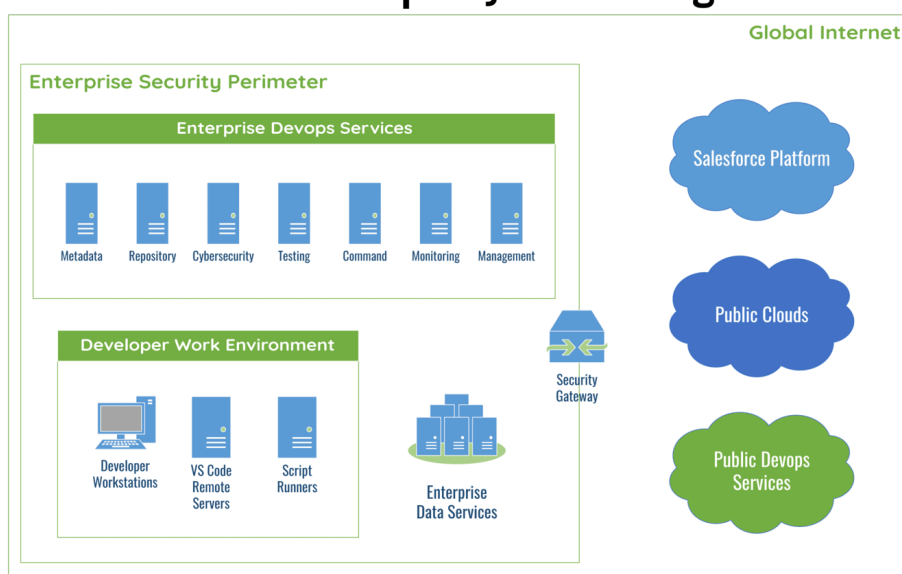 Global Internet
Enterprise Security Perimeter
Enterprise Devops Services
Metadata
Repository
Cybersecurity
Testing
Command
Monitoring
Management
Salesforce Platform
Public Clouds
Security
Gateway
Developer Work Environment
Developer
Workstations
VS Code
Remote
Servers
Script
Runners
Enterprise
Data Services
Public Devops
Services